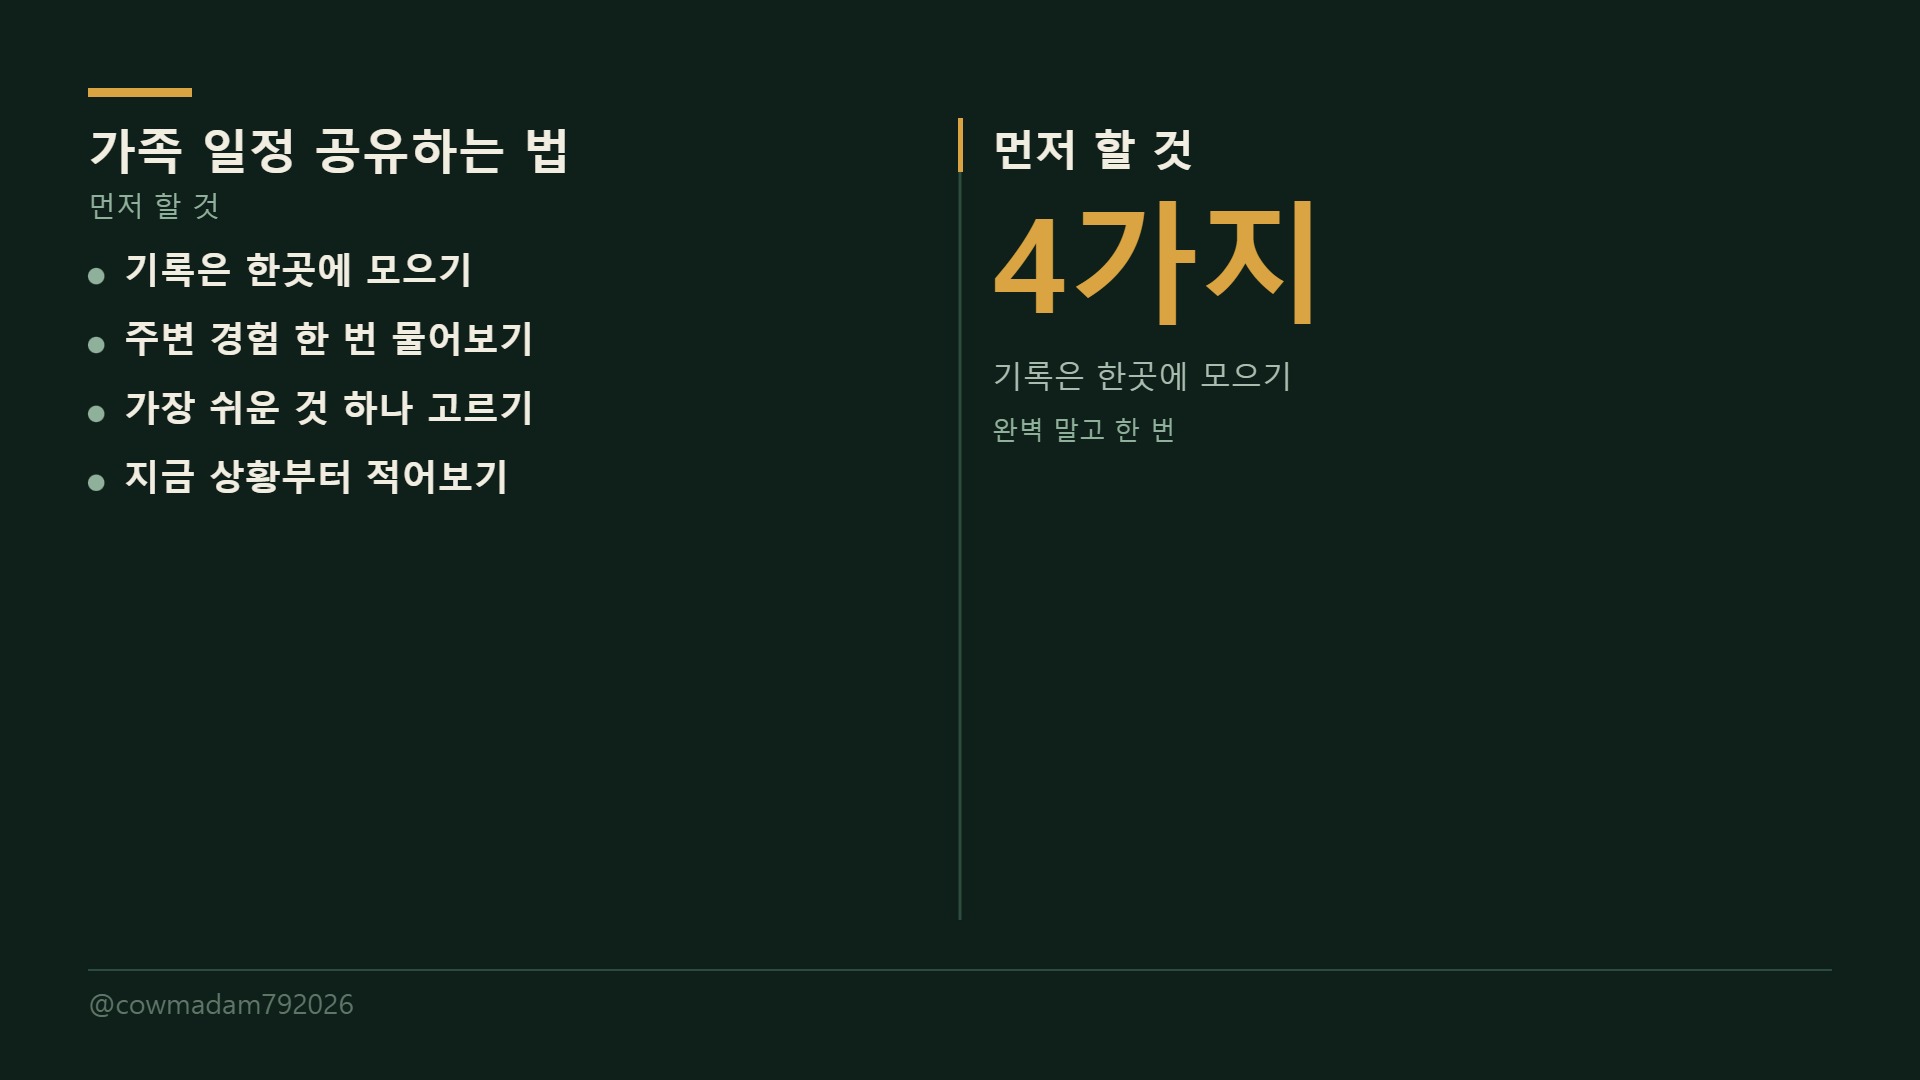 가족 일정 공유하는 법
먼저 할 것
기록은 한곳에 모으기
주변 경험 한 번 물어보기
가장 쉬운 것 하나 고르기
지금 상황부터 적어보기
먼저 할 것
4가지
기록은 한곳에 모으기
완벽 말고 한 번
@cowmadam792026